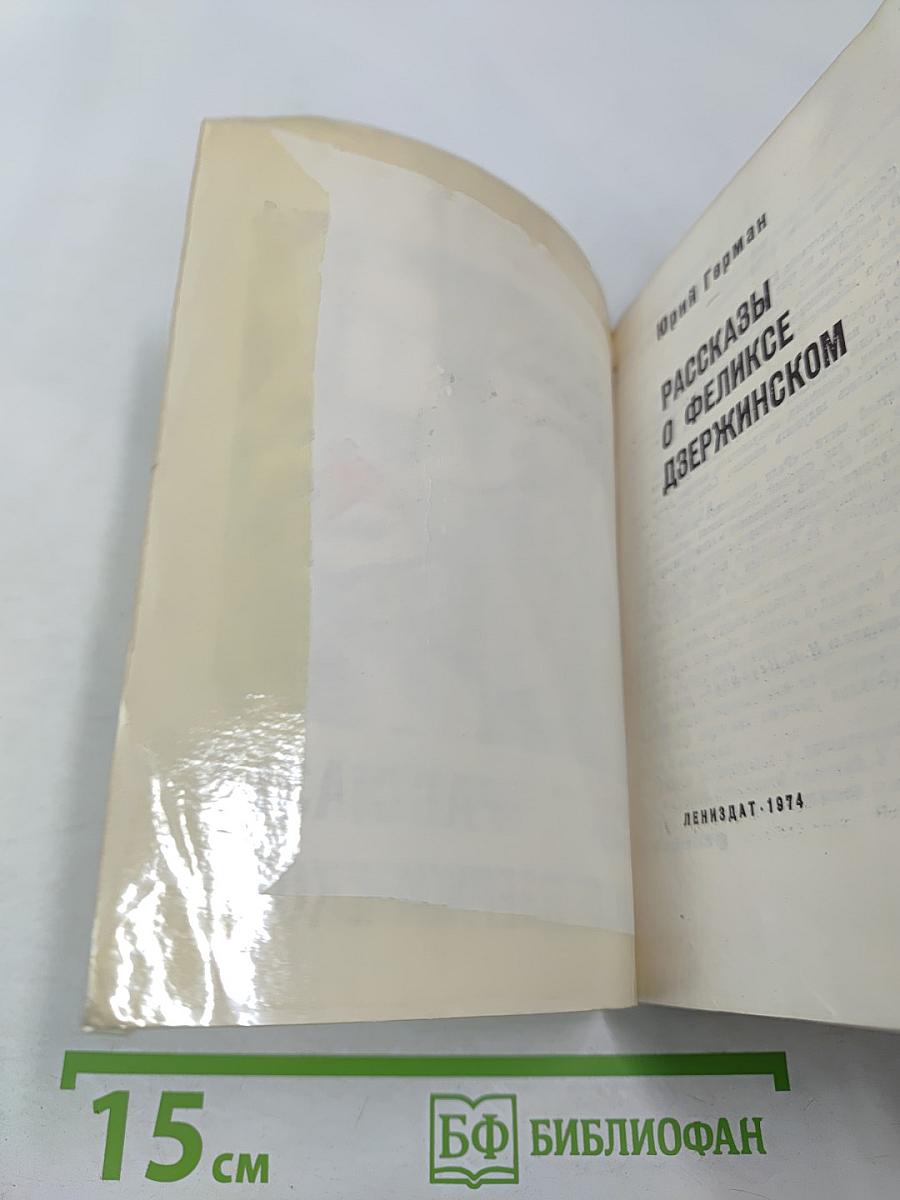 Юрий Герман
РАССКАЗЫ
О ФЕЛИКСЕ
ДЗЕРЖИНСКОМ
ЛЕНИЗДАТ·1974
15 см
БФ БИБЛИОФАН